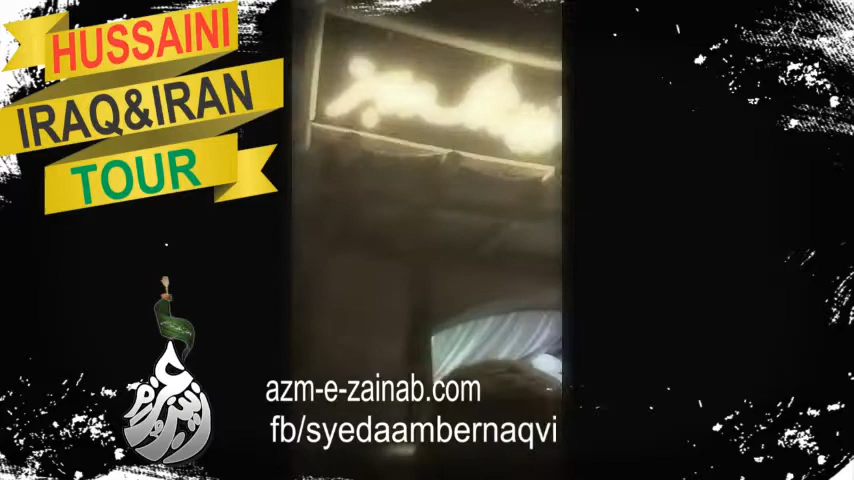 HUSSAINI
IRAQ&IRAN
TOUR
azm-e-zainab.com
fb/syedaambernaqvi